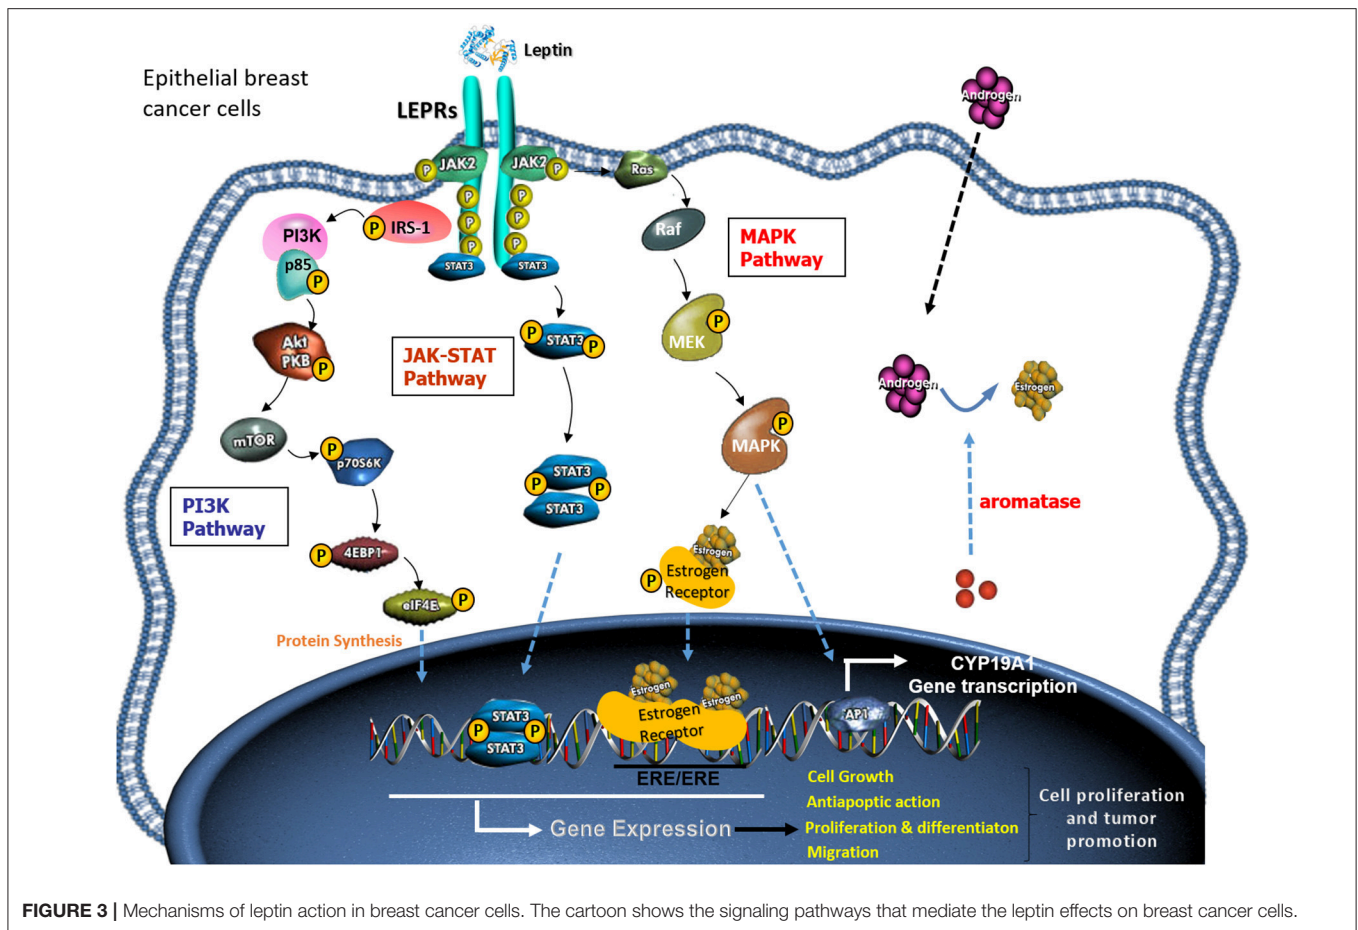 Epithelial breast
cancer cells
Leptin
LEPRs
Androgen
P
JAK2
JAK2
P
Ras
P
P
P
P
P
P
STAT3
STAT3
P
IRS-1
PI3K
p85
P
Raf
MAPK
Pathway
Akt
PKB
P
JAK-STAT
Pathway
P
STAT3
P
MEK
P
Androgen
Estrogen
mTOR
P
p70S6K
MAPK
P
PI3K
Pathway
STAT3
P
P
STAT3
aromatase
P
4EBP1
eIF4E
P
Estrogen
Estrogen
Receptor
P
Protein Synthesis
STAT3
P
P
STAT3
Estrogen
Estrogen
Estrogen
Receptor
ERE/ERE
AP1
CYP19A1
Gene transcription
Gene Expression
Cell Growth
Antiapoptic action
Proliferation & differentiaton
Migration
Cell proliferation
and tumor
promotion
FIGURE 3 | Mechanisms of leptin action in breast cancer cells. The cartoon shows the signaling pathways that mediate the leptin effects on breast cancer cells.